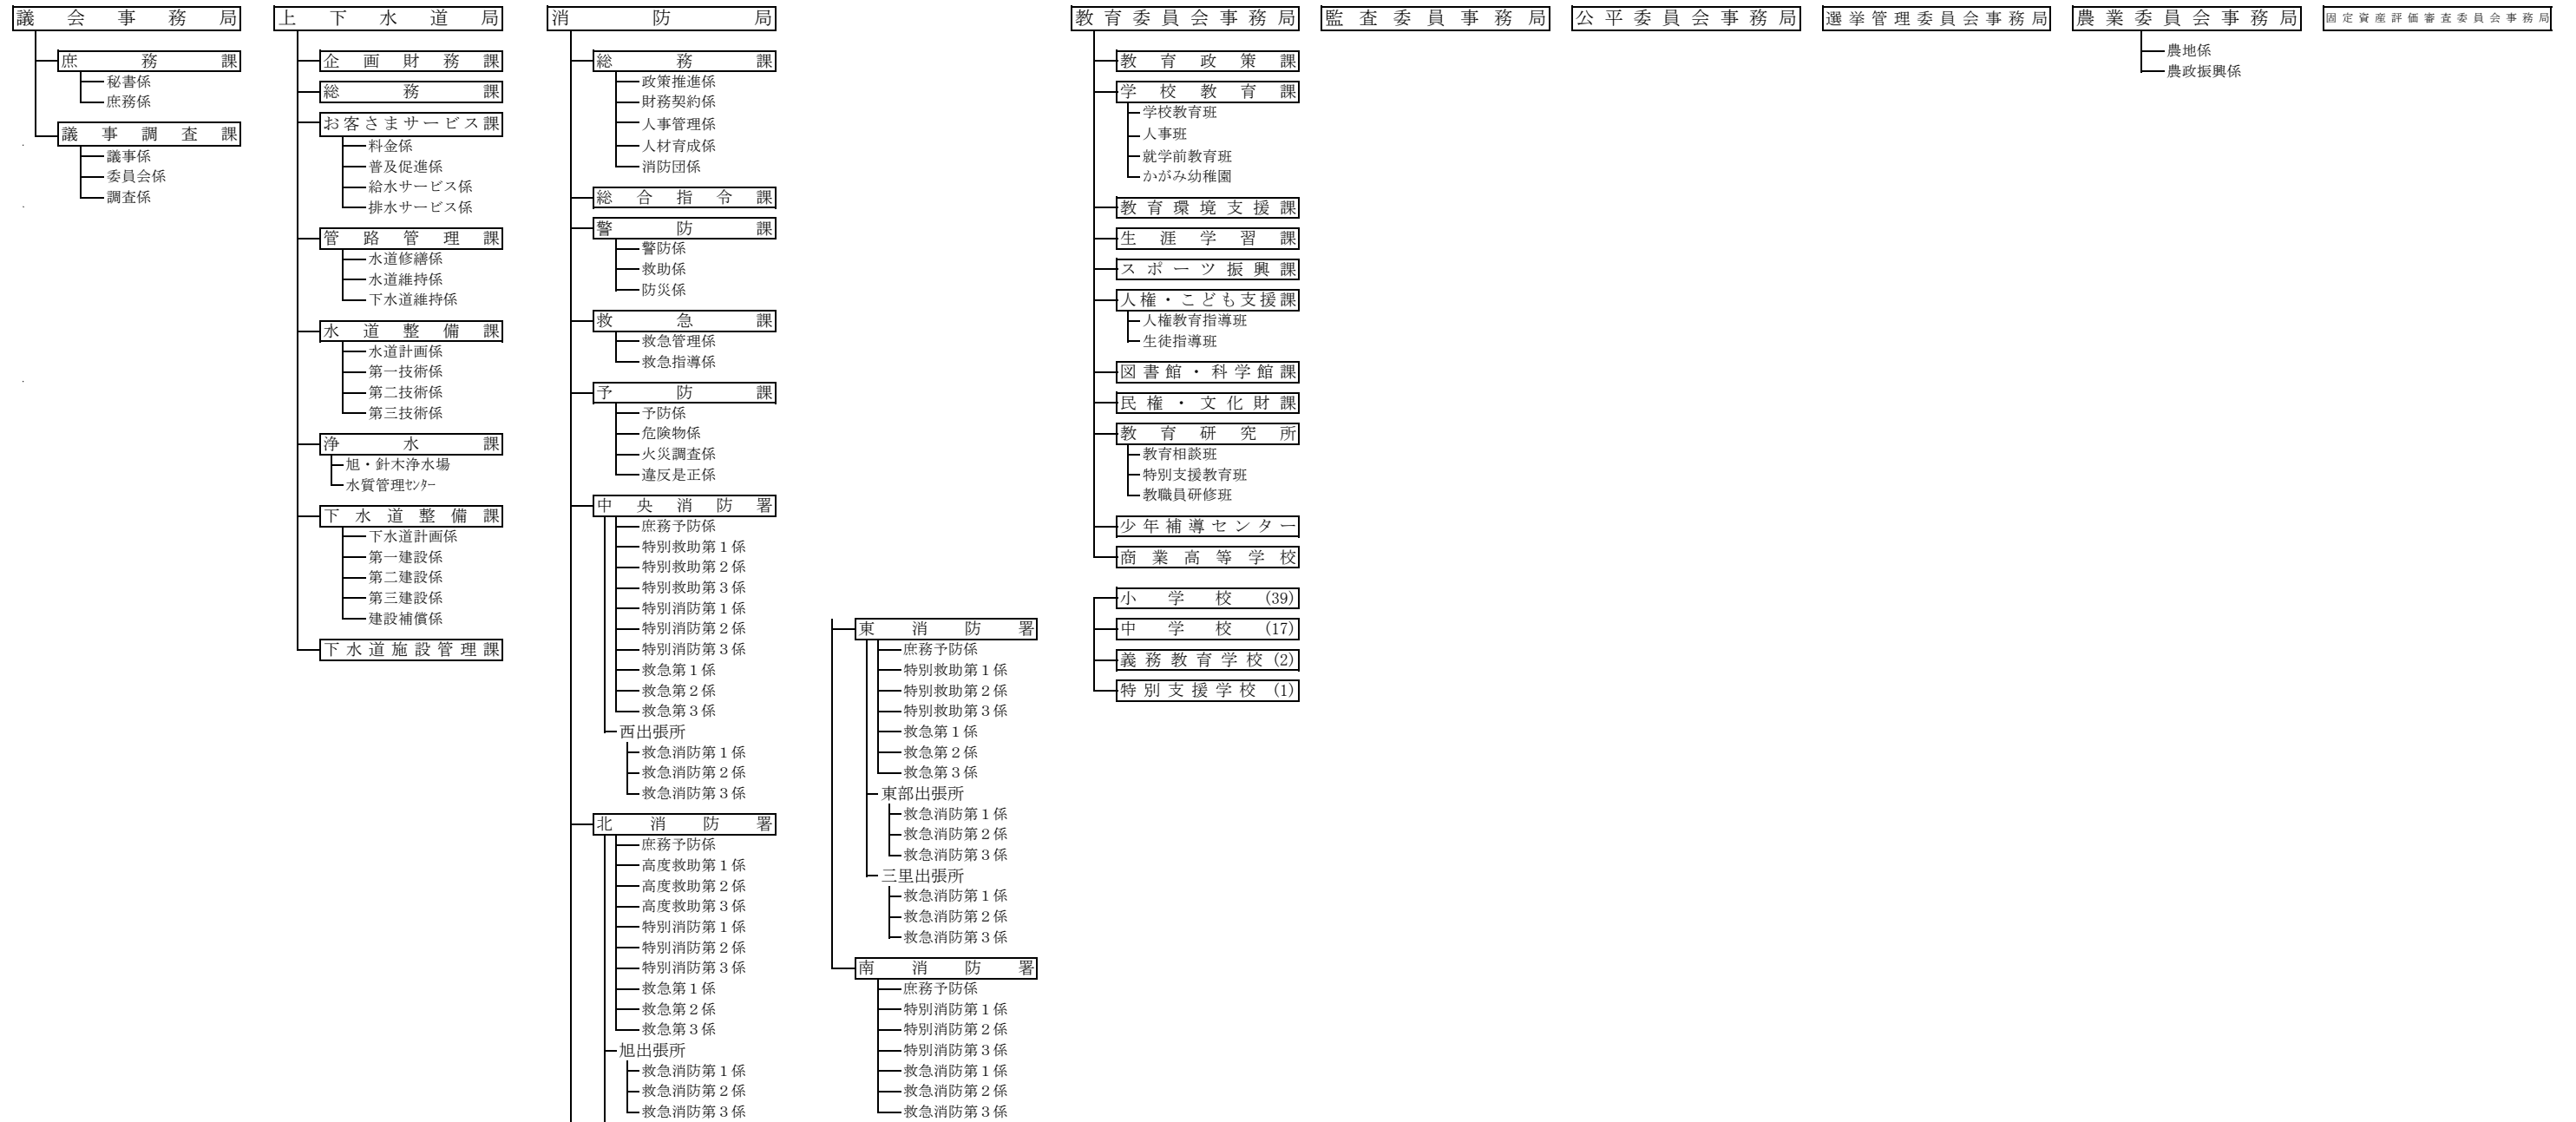 議会事務局
庶務課
秘書係
庶務係
議事調査課
議事係
委員会係
調査係
上下水道局
企画財務課
総務課
お客さまサービス課
料金係
普及促進係
給水サービス係
排水サービス係
管路管理課
水道修繕係
水道維持係
下水道維持係
水道整備課
水道計画係
第一技術係
第二技術係
第三技術係
浄水課
旭・針木浄水場
水質管理ｾﾝﾀｰ
下水道整備課
下水道計画係
第一建設係
第二建設係
第三建設係
建設補償係
下水道施設管理課
消防局
総務課
政策推進係
財務契約係
人事管理係
人材育成係
消防団係
総合指令課
警防課
警防係
救助係
防災係
救急課
救急管理係
救急指導係
予防課
予防係
危険物係
火災調査係
違反是正係
中央消防署
庶務予防係
特別救助第１係
特別救助第２係
特別救助第３係
特別消防第１係
特別消防第２係
特別消防第３係
救急第１係
救急第２係
救急第３係
西出張所
救急消防第１係
救急消防第２係
救急消防第３係
北消防署
庶務予防係
高度救助第１係
高度救助第２係
高度救助第３係
特別消防第１係
特別消防第２係
特別消防第３係
救急第１係
救急第２係
救急第３係
旭出張所
救急消防第１係
救急消防第２係
救急消防第３係
東消防署
庶務予防係
特別救助第１係
特別救助第２係
特別救助第３係
救急第１係
救急第２係
救急第３係
東部出張所
救急消防第１係
救急消防第２係
救急消防第３係
三里出張所
救急消防第１係
救急消防第２係
救急消防第３係
南消防署
庶務予防係
特別消防第１係
特別消防第２係
特別消防第３係
救急消防第１係
救急消防第２係
救急消防第３係
教育委員会事務局
教育政策課
学校教育課
学校教育班
人事班
就学前教育班
かがみ幼稚園
教育環境支援課
生涯学習課
スポーツ振興課
人権・こども支援課
人権教育指導班
生徒指導班
図書館・科学館課
民権・文化財課
教育研究所
教育相談班
特別支援教育班
教職員研修班
少年補導センター
商業高等学校
小学校 (39)
中学校 (17)
義務教育学校 (2)
特別支援学校 (1)
監査委員事務局
公平委員会事務局
選挙管理委員会事務局
農業委員会事務局
農地係
農政振興係
固定資産評価審査委員会事務局